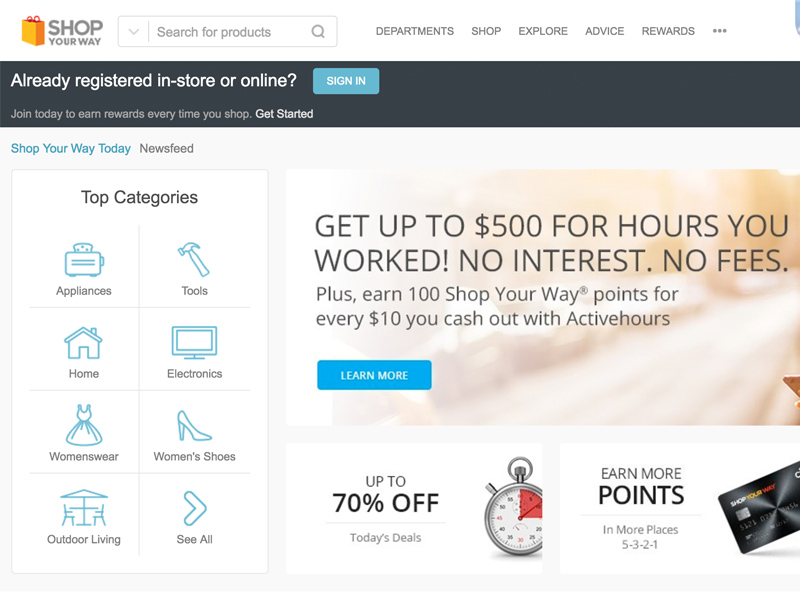 SHOP
YOUR WAY
Search for products
DEPARTMENTS SHOP EXPLORE ADVICE REWARDS •••
Already registered in-store or online? SIGN IN
Join today to earn rewards every time you shop. Get Started
Shop Your Way Today Newsfeed
Top Categories
Appliances Tools
Home Electronics
Womenswear Women's Shoes
Outdoor Living See All
GET UP TO $500 FOR HOURS YOU
WORKED! NO INTEREST. NO FEES.
Plus, earn 100 Shop Your Way® points for
every $10 you cash out with Activehours
LEARN MORE
UP TO
70% OFF
Today's Deals
EARN MORE
POINTS
In More Places
5-3-2-1
SHOP YOUR WAY